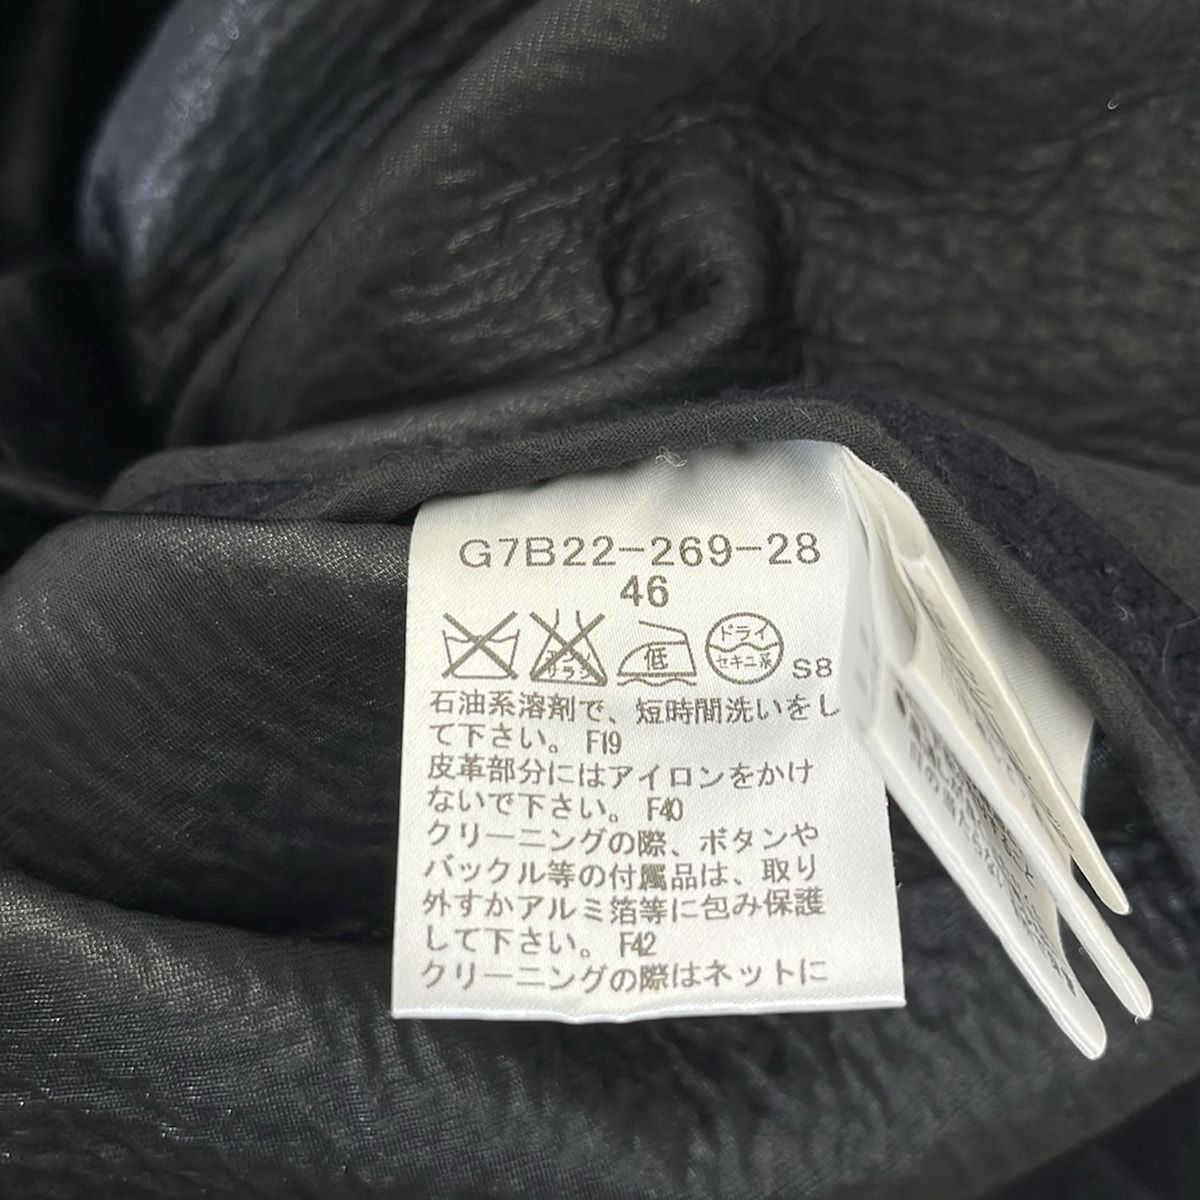 G7B22-269-28
46
ドライ
低
セキユ系
S8
石油系溶剤で、短時間洗いをし
て下さい。F19
皮革部分にはアイロンをかけ
ないで下さい。F40
クリーニングの際、ボタンや
バックル等の付属品は、取り
外すかアルミ箔等に包み保護
して下さい。F42
クリーニングの際はネットに